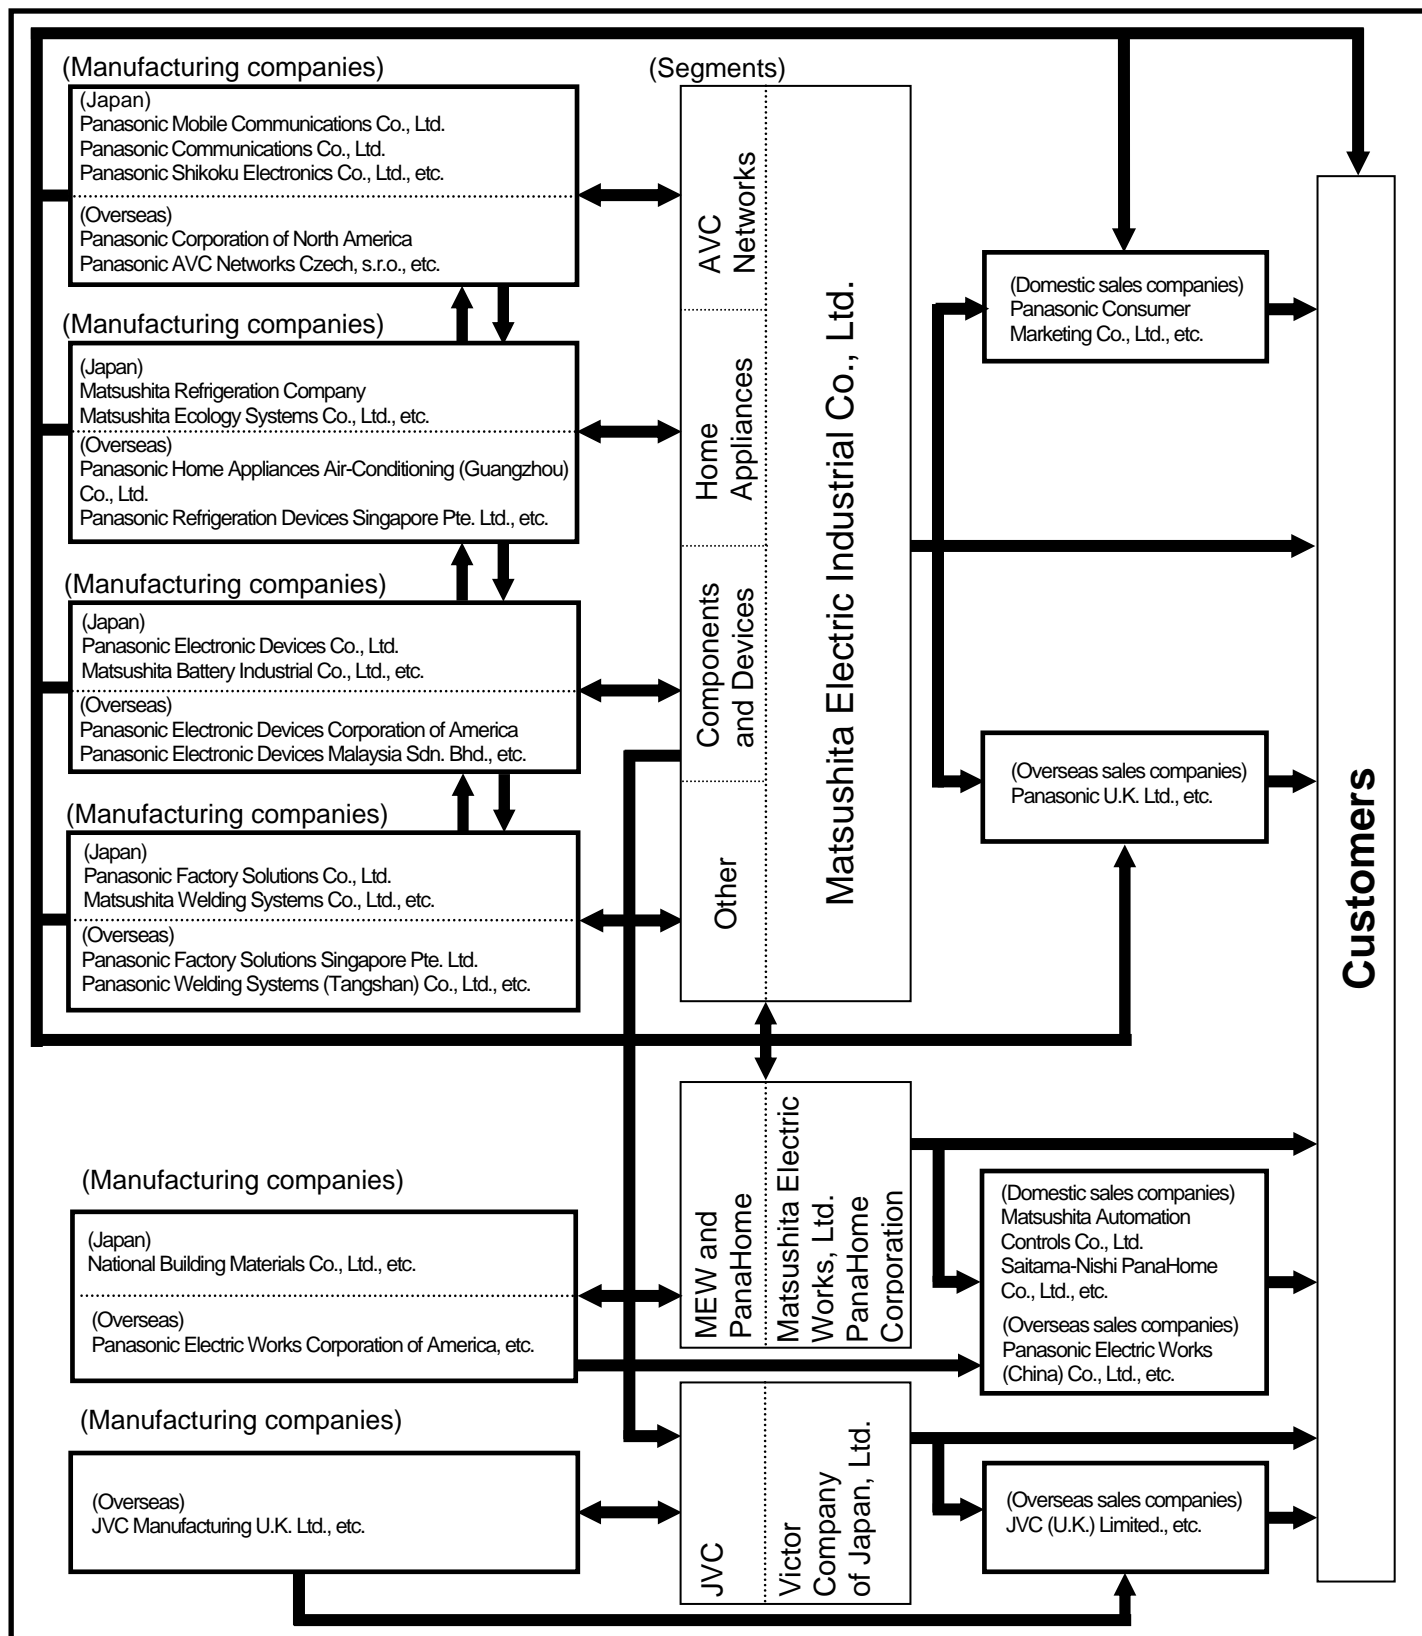 (Manufacturing companies)
(Japan)
Panasonic Mobile Communications Co., Ltd.
Panasonic Communications Co., Ltd.
Panasonic Shikoku Electronics Co., Ltd., etc.
(Overseas)
Panasonic Corporation of North America
Panasonic AVC Networks Czech, s.r.o., etc.
(Manufacturing companies)
(Japan)
Matsushita Refrigeration Company
Matsushita Ecology Systems Co., Ltd., etc.
(Overseas)
Panasonic Home Appliances Air-Conditioning (Guangzhou)
Co., Ltd.
Panasonic Refrigeration Devices Singapore Pte. Ltd., etc.
(Manufacturing companies)
(Japan)
Panasonic Electronic Devices Co., Ltd.
Matsushita Battery Industrial Co., Ltd., etc.
(Overseas)
Panasonic Electronic Devices Corporation of America
Panasonic Electronic Devices Malaysia Sdn. Bhd., etc.
(Manufacturing companies)
(Japan)
Panasonic Factory Solutions Co., Ltd.
Matsushita Welding Systems Co., Ltd., etc.
(Overseas)
Panasonic Factory Solutions Singapore Pte. Ltd.
Panasonic Welding Systems (Tangshan) Co., Ltd., etc.
(Manufacturing companies)
(Japan)
National Building Materials Co., Ltd., etc.
(Overseas)
Panasonic Electric Works Corporation of America, etc.
(Manufacturing companies)
(Overseas)
JVC Manufacturing U.K. Ltd., etc.
(Segments)
AVC
Networks
Home
Appliances
Components
and Devices
Other
Matsushita Electric Industrial Co., Ltd.
MEW and
PanaHome
Matsushita Electric
Works, Ltd.
PanaHome
Corporation
JVC
Victor
Company
of Japan, Ltd.
(Domestic sales companies)
Panasonic Consumer
Marketing Co., Ltd., etc.
(Overseas sales companies)
Panasonic U.K. Ltd., etc.
(Domestic sales companies)
Matsushita Automation
Controls Co., Ltd.
Saitama-Nishi PanaHome
Co., Ltd., etc.
(Overseas sales companies)
Panasonic Electric Works
(China) Co., Ltd., etc.
(Overseas sales companies)
JVC (U.K.) Limited., etc.
Customers